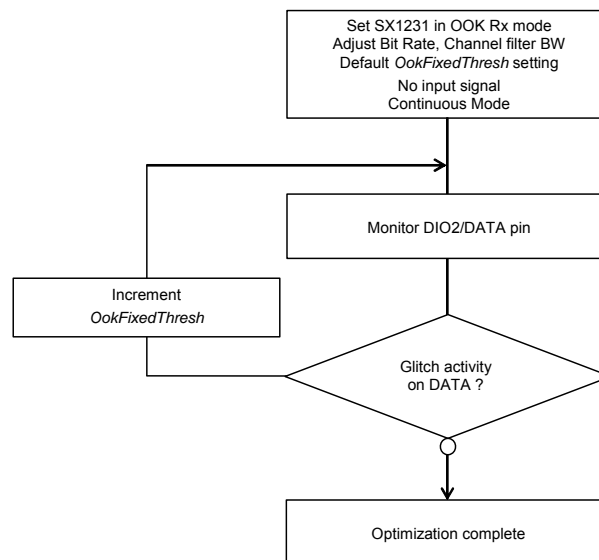 Set SX1231 in OOK Rx mode
Adjust Bit Rate, Channel filter BW
Default OokFixedThresh setting
No input signal
Continuous Mode
Monitor DIO2/DATA pin
Increment
OokFixedThresh
Glitch activity
on DATA ?
Optimization complete